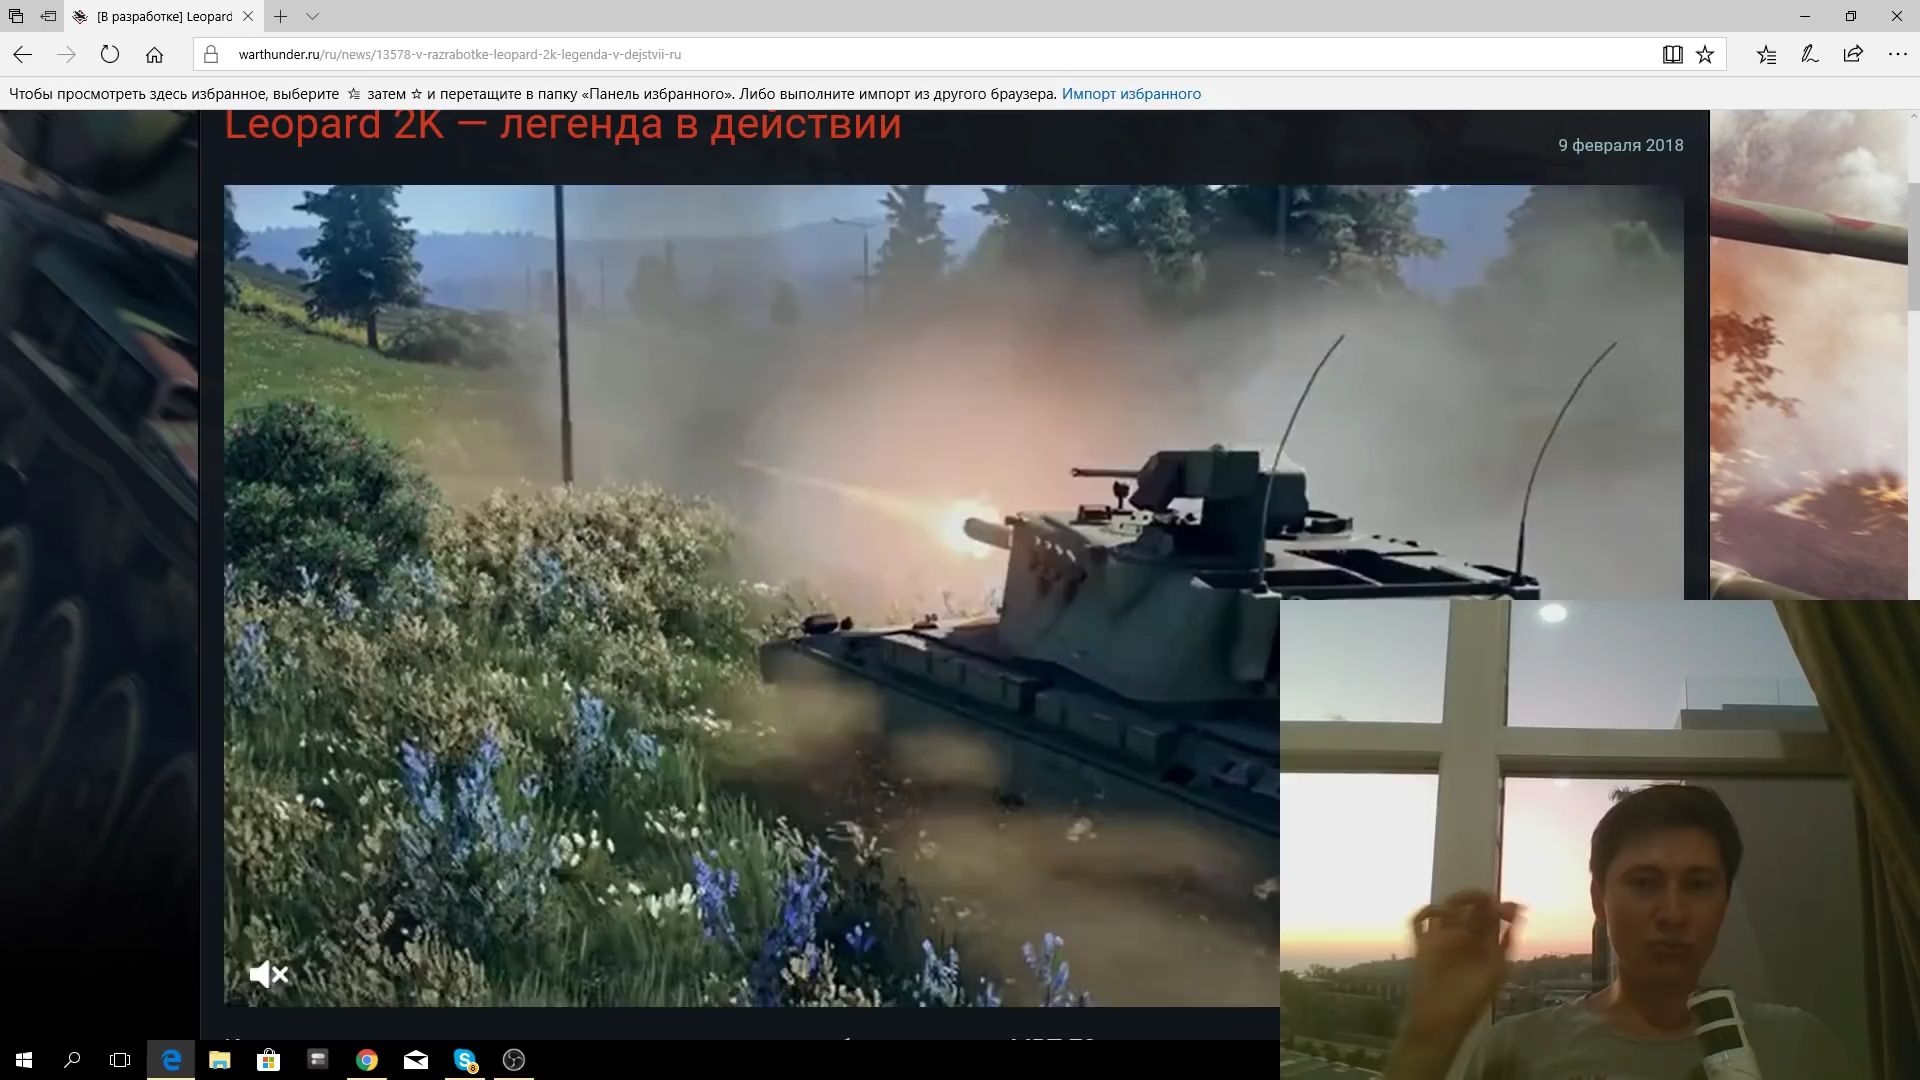 [В разработке] Leopard
warthunder.ru/ru/news/13578-v-razrabotke-leopard-2k-legenda-v-dejstvii-ru
Чтобы просмотреть здесь избранное, выберите затем и перетащите в папку «Панель избранного». Либо выполните импорт из другого браузера. Импорт избранного
Leopard 2K — легенда в действии
9 февраля 2018
8